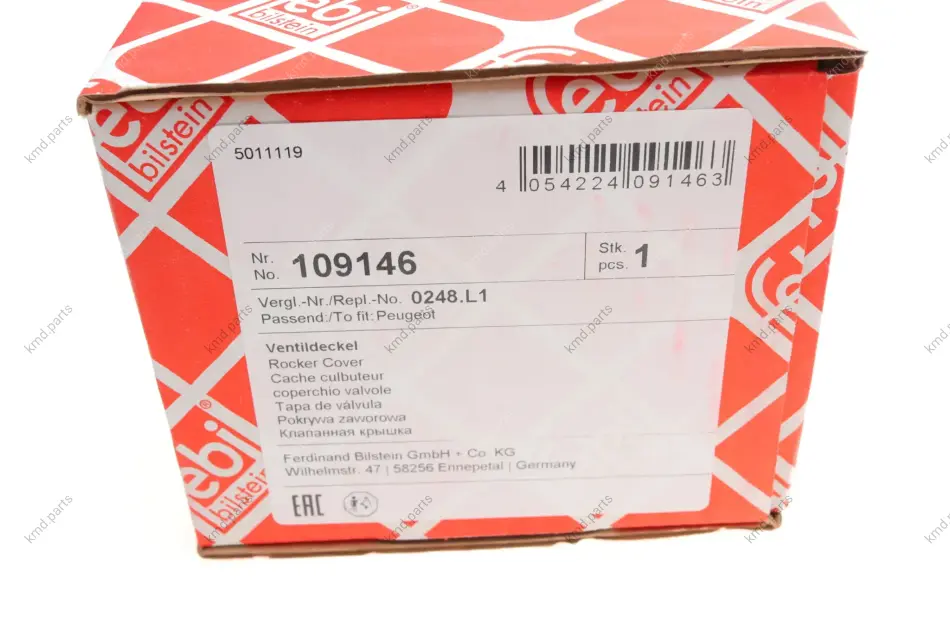 febi
bilstein
5011119
4 054224 091463
Nr.
No. 109146
Stk.
pcs. 1
Vergl.-Nr./Repl.-No. 0248.L1
Passend:/To fit: Peugeot
Ventildeckel
Rocker Cover
Cache culbuteur
coperchio valvole
Tapa de válvula
Pokrywa zaworowa
Клапанная крышка
Ferdinand Bilstein GmbH + Co. KG
Wilhelmstr. 47 | 58256 Ennepetal | Germany
EAC
febi®
bilstein
kmd.parts